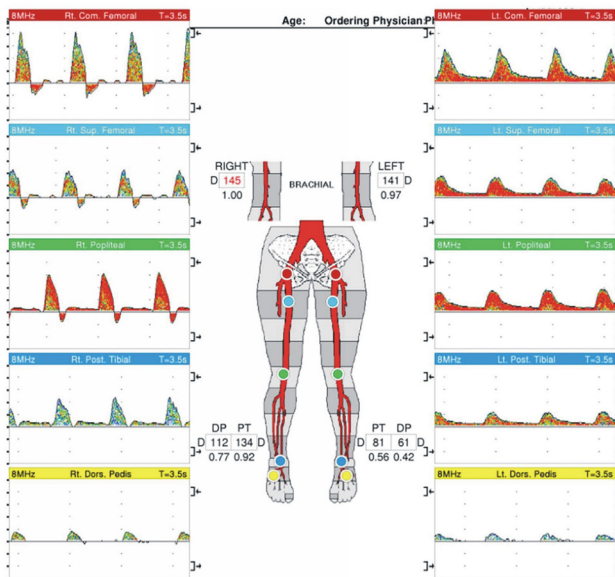 8MHz Rt. Com. Femoral T=3.5s
Age: Ordering Physician
8MHz Lt. Com. Femoral T=3.5s
8MHz Rt. Sup. Femoral T=3.5s
8MHz Lt. Sup. Femoral T=3.5s
RIGHT
LEFT
D 145
BRACHIAL
141 D
1.00
0.97
8MHz Rt. Popliteal T=3.5s
8MHz Lt. Popliteal T=3.5s
8MHz Rt. Post. Tibial T=3.5s
8MHz Lt. Post. Tibial T=3.5s
DP PT
PT DP
D 112 134 D
D 81 61 D
0.77 0.92
0.56 0.42
8MHz Rt. Dors. Pedis T=3.5s
8MHz Lt. Dors. Pedis T=3.5s